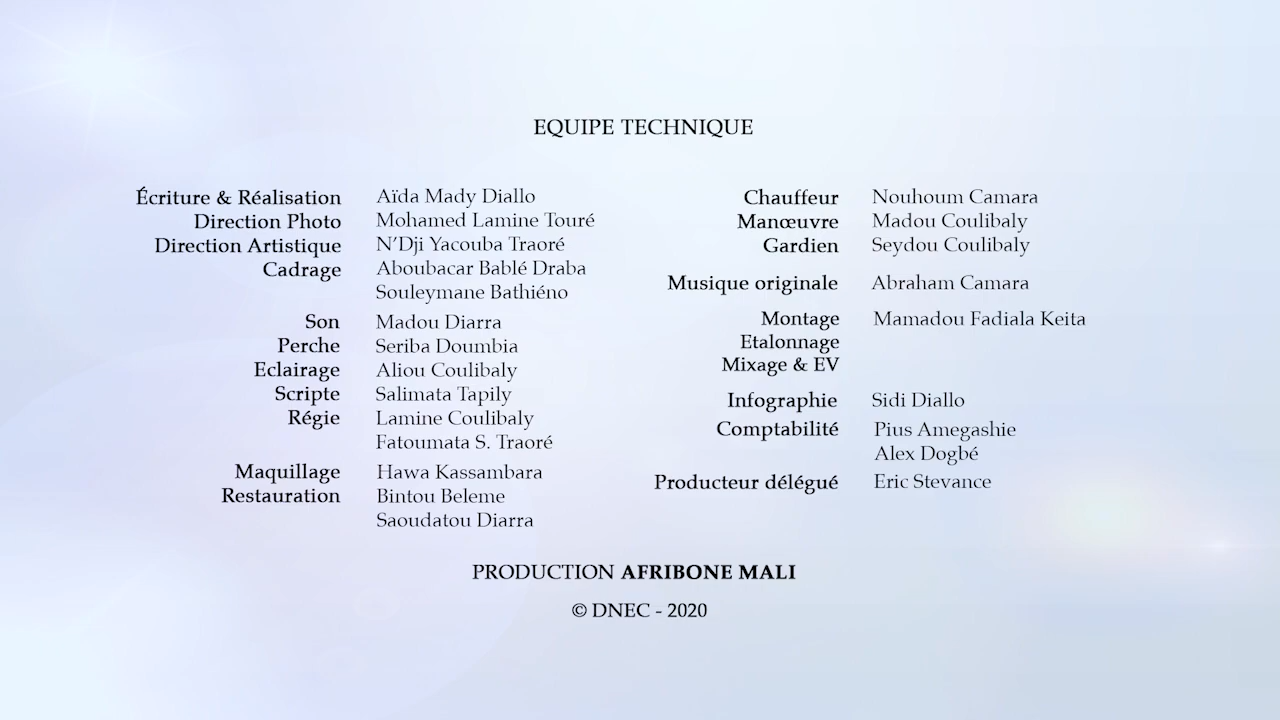 EQUIPE TECHNIQUE
Écriture & Réalisation Aïda Mady Diallo
Direction Photo Mohamed Lamine Touré
Direction Artistique N'Dji Yacouba Traoré
Cadrage Aboubacar Bablé Draba
Souleymane Bathiéno
Son Madou Diarra
Perche Seriba Doumbia
Eclairage Aliou Coulibaly
Scripte Salimata Tapily
Régie Lamine Coulibaly
Fatoumata S. Traoré
Maquillage Hawa Kassambara
Restauration Bintou Beleme
Saoudatou Diarra
Chauffeur Nouhoum Camara
Manœuvre Madou Coulibaly
Gardien Seydou Coulibaly
Musique originale Abraham Camara
Montage Mamadou Fadiala Keita
Etalonnage
Mixage & EV
Infographie Sidi Diallo
Comptabilité Pius Amegashie
Alex Dogbé
Producteur délégué Eric Stevance
PRODUCTION AFRIBONE MALI
© DNEC - 2020